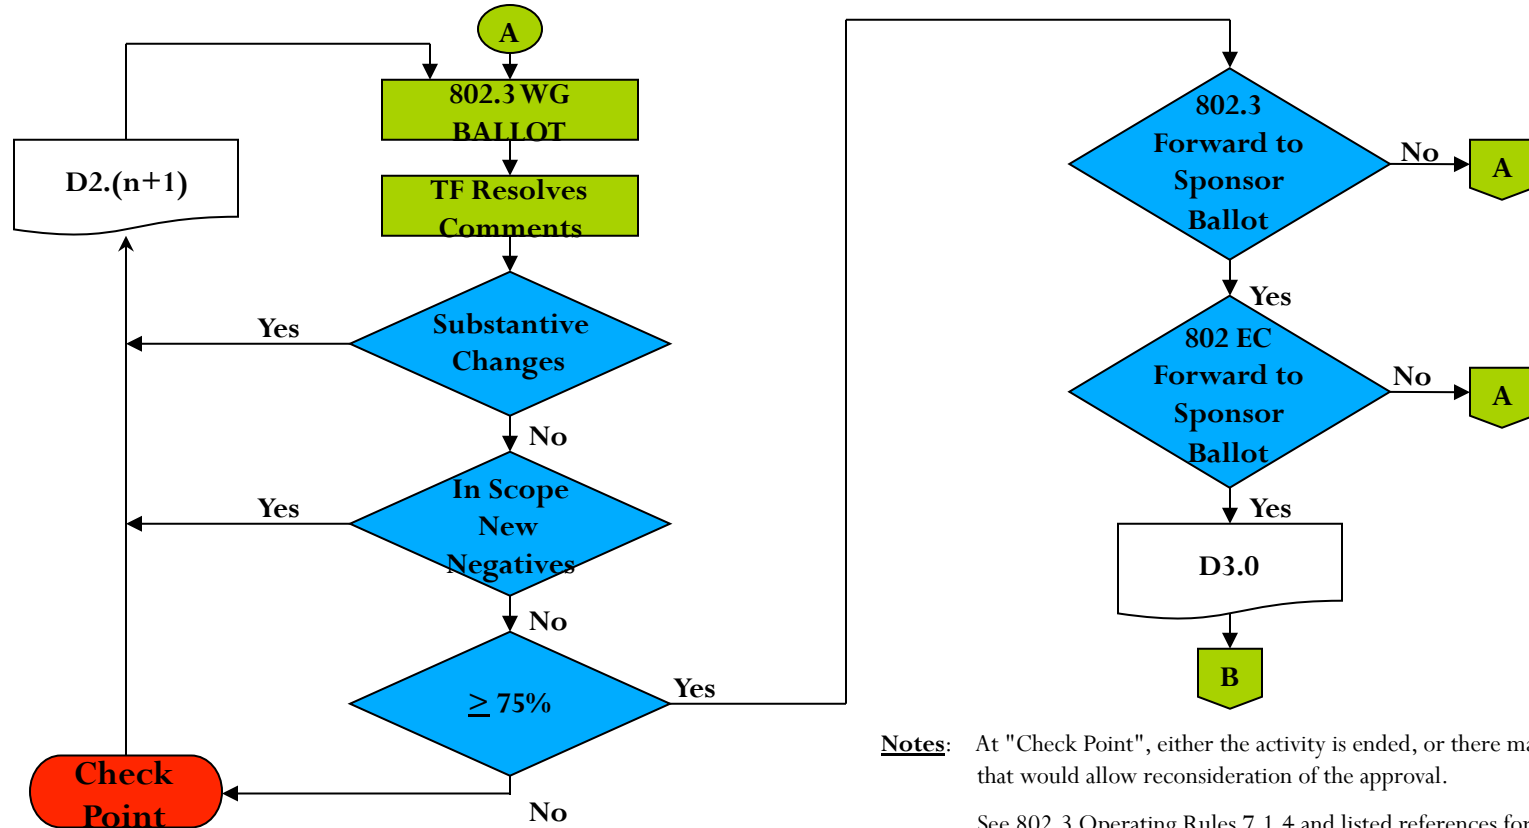 A
802.3 WG
BALLOT
D2.(n+1)
TF Resolves
Comments
Substantive
Changes
Yes
No
In Scope
New
Negatives
Yes
No
≥ 75%
Yes
No
Check
Point
802.3
Forward to
Sponsor
Ballot
No
A
Yes
802 EC
Forward to
Sponsor
Ballot
No
A
Yes
D3.0
B
Notes: At "Check Point", either the activity is ended, or there
that would allow reconsideration of the approval.
See 802.3 Operating Rules 7.1.4 and listed references for